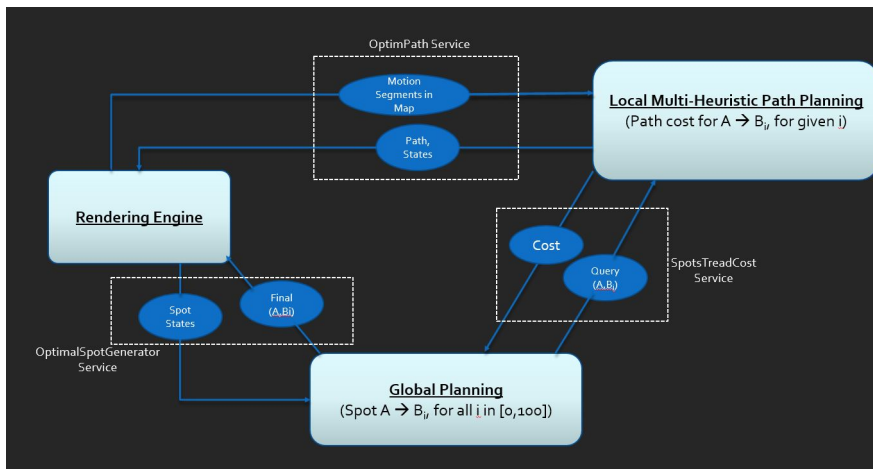 OptimPath Service
Motion
Segments in
Map
Local Multi-Heuristic Path Planning
(Path cost for A → Bi, for given i)
Path,
States
Rendering Engine
Cost
Query
(A,Bi)
SpotsTreadCost
Service
Spot
States
Final
(A,Bi)
OptimalSpotGenerator
Service
Global Planning
(Spot A → Bi, for all i in [0,100])